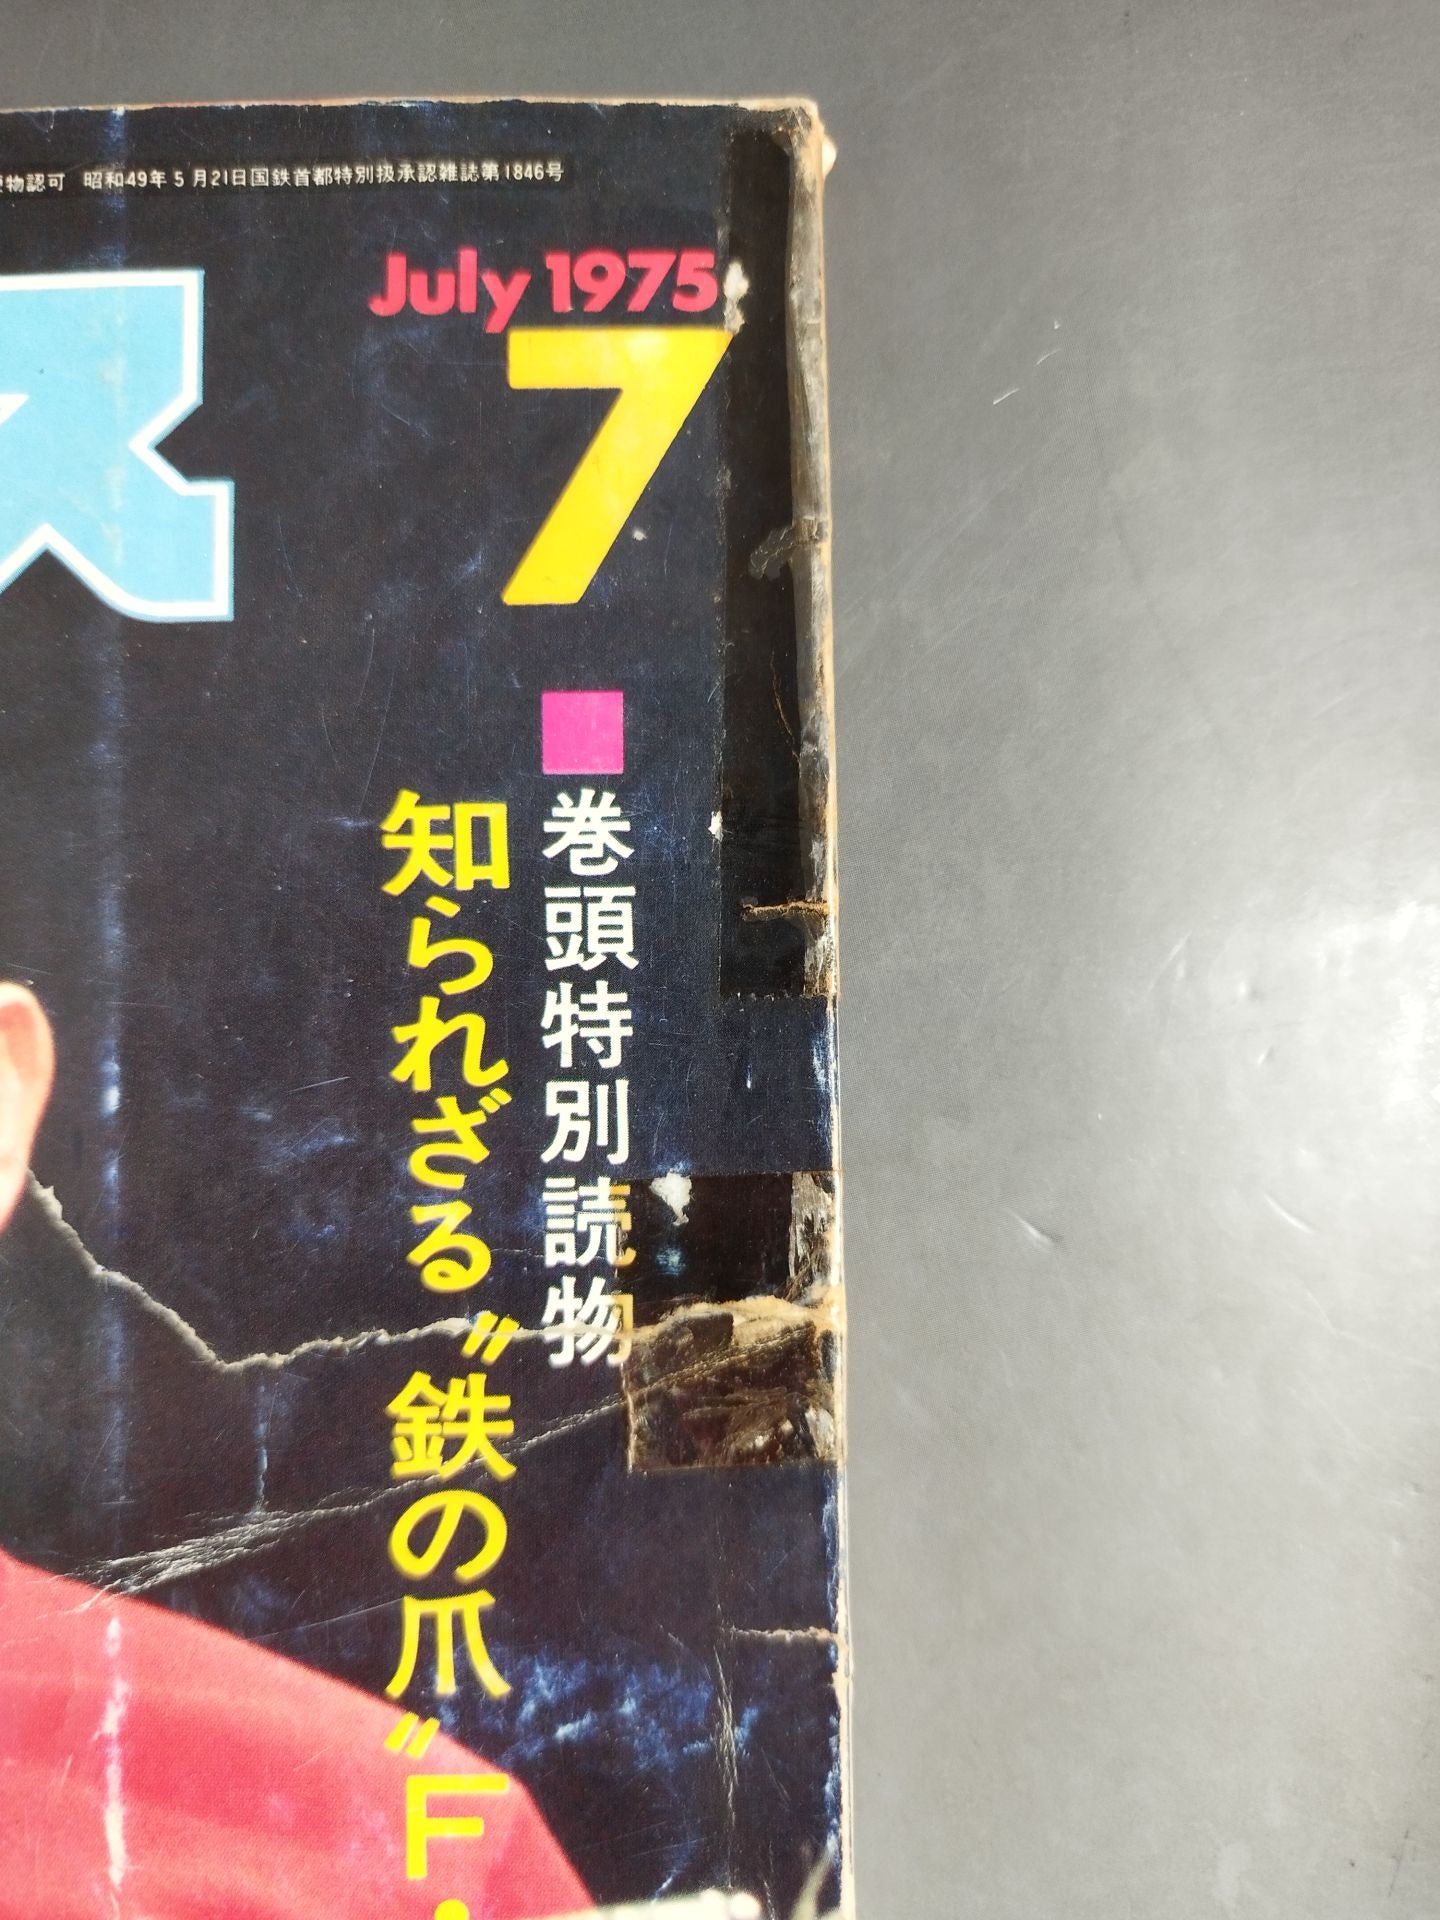 物認可 昭和49年5月21日国鉄首都特別扱承認雑誌第1846号
ス
July 1975
7
■巻頭特別読物
知られざる〝鉄の爪〟F・